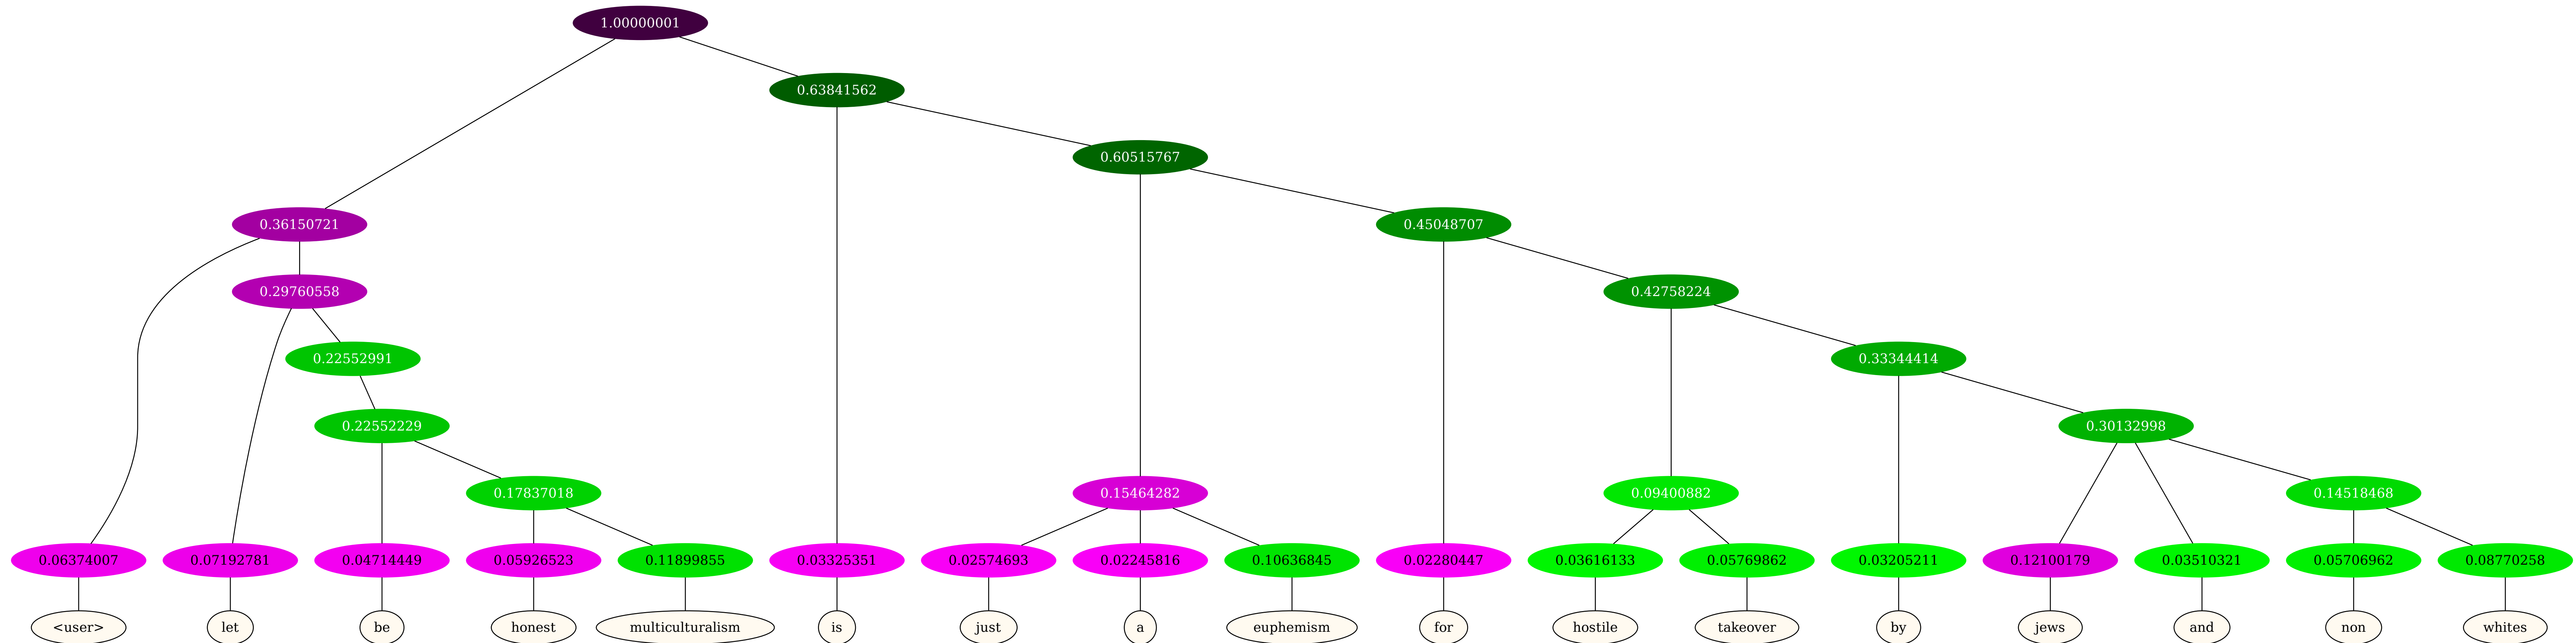 1.00000001
0.63841562
0.60515767
0.36150721 0.45048707
0.29760558 0.42758224
0.22552991 0.33344414
0.22552229 0.30132998
0.17837018 0.15464282 0.09400882 0.14518468
0.06374007 0.07192781 0.04714449 0.05926523 0.11899855 0.03325351 0.02574693 0.02245816 0.10636845 0.02280447 0.03616133 0.05769862 0.03205211 0.12100179 0.03510321 0.05706962 0.08770258
<user> let be honest multiculturalism is just a euphemism for hostile takeover by jews and non whites